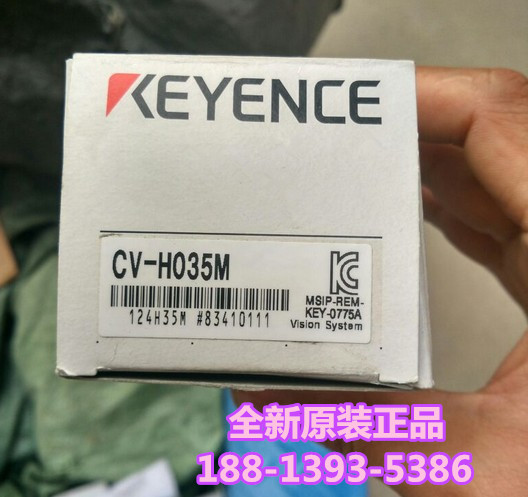 KEYENCE
CV-H035M
124H35M #83410111
MSIP-REM-
KEY-0775A
Vision System
全新原装正品
188-1393-5386